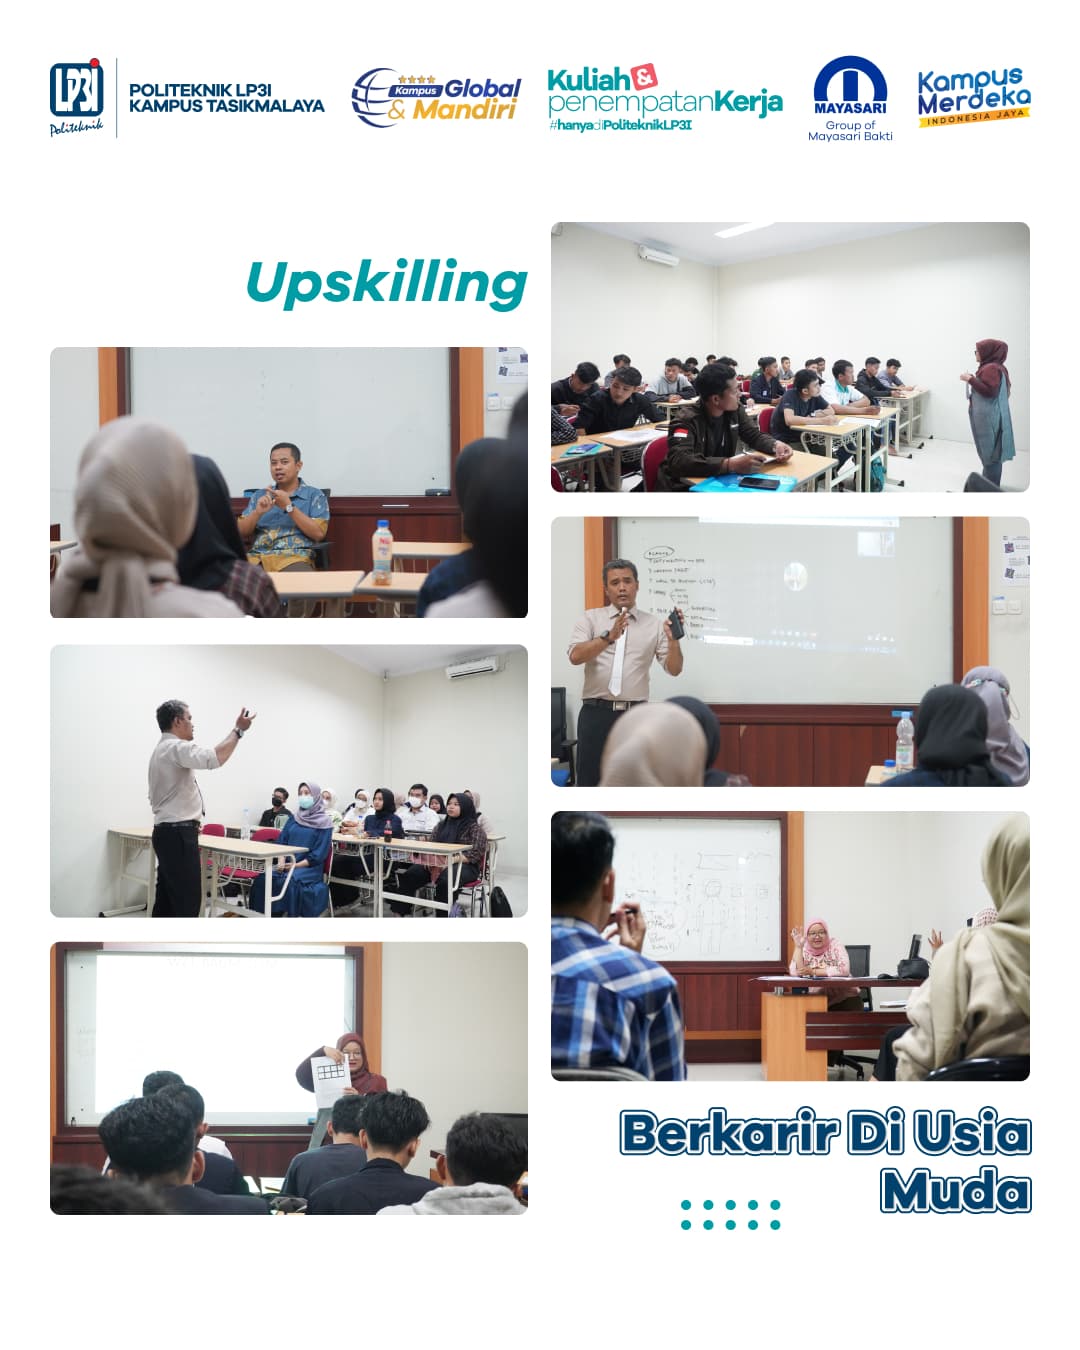 LP3I
Politeknik
POLITEKNIK LP3I
KAMPUS TASIKMALAYA
Kampus Global
& Mandiri
Kuliah &
penempatanKerja
#hanyadiPoliteknikLP3I
MAYASARI
Group of
Mayasari Bakti
Kampus
Merdeka
INDONESIA JAYA
Upskilling
Berkarir Di Usia
Muda